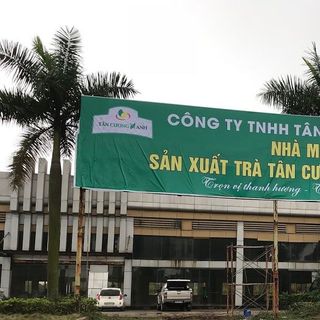 TÂN CƯƠNG XANH
CÔNG TY TNHH TÂN
NHÀ M
SẢN XUẤT TRÀ TÂN CƯ
Trọn vị thanh hương - T